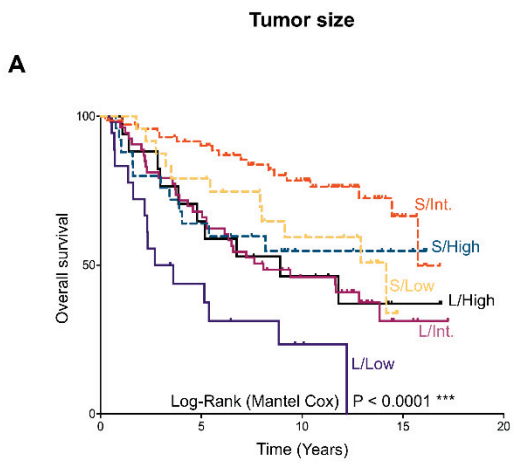 Tumor size
A
100
50
0
Overall survival
S/Int.
S/High
S/Low
L/High
L/Int.
L/Low
Log-Rank (Mantel Cox) P < 0.0001 ***
0 5 10 15 20
Time (Years)